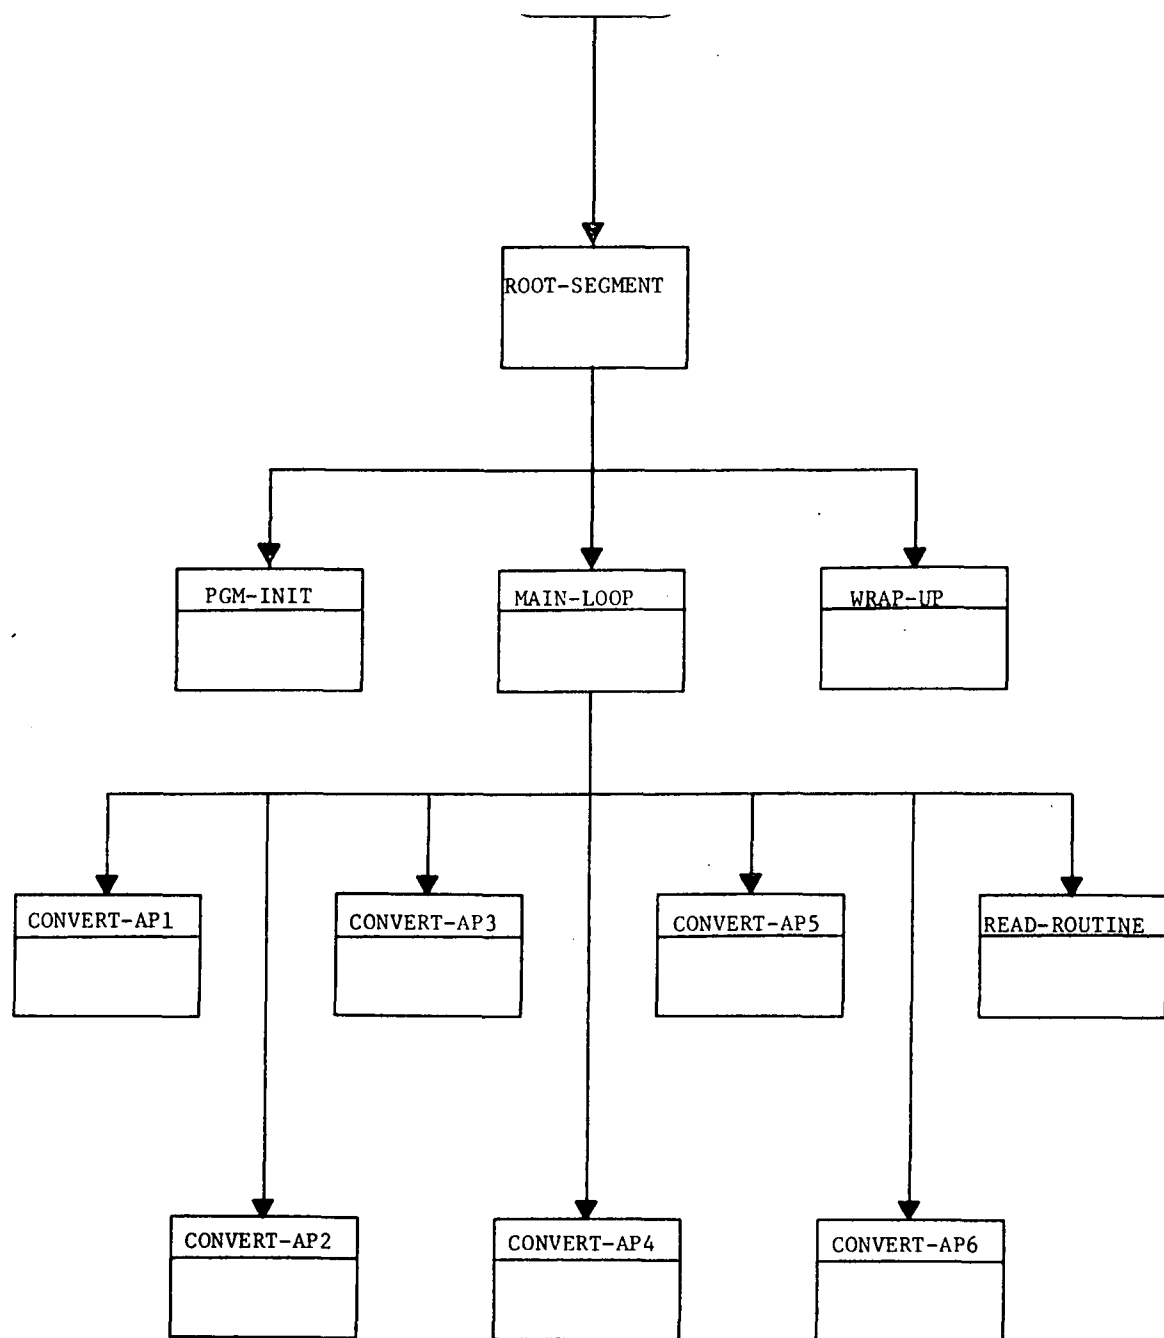 ROOT-SEGMENT
PGM-INIT
MAIN-LOOP
WRAP-UP
CONVERT-AP1
CONVERT-AP3
CONVERT-AP5
READ-ROUTINE
CONVERT-AP2
CONVERT-AP4
CONVERT-AP6